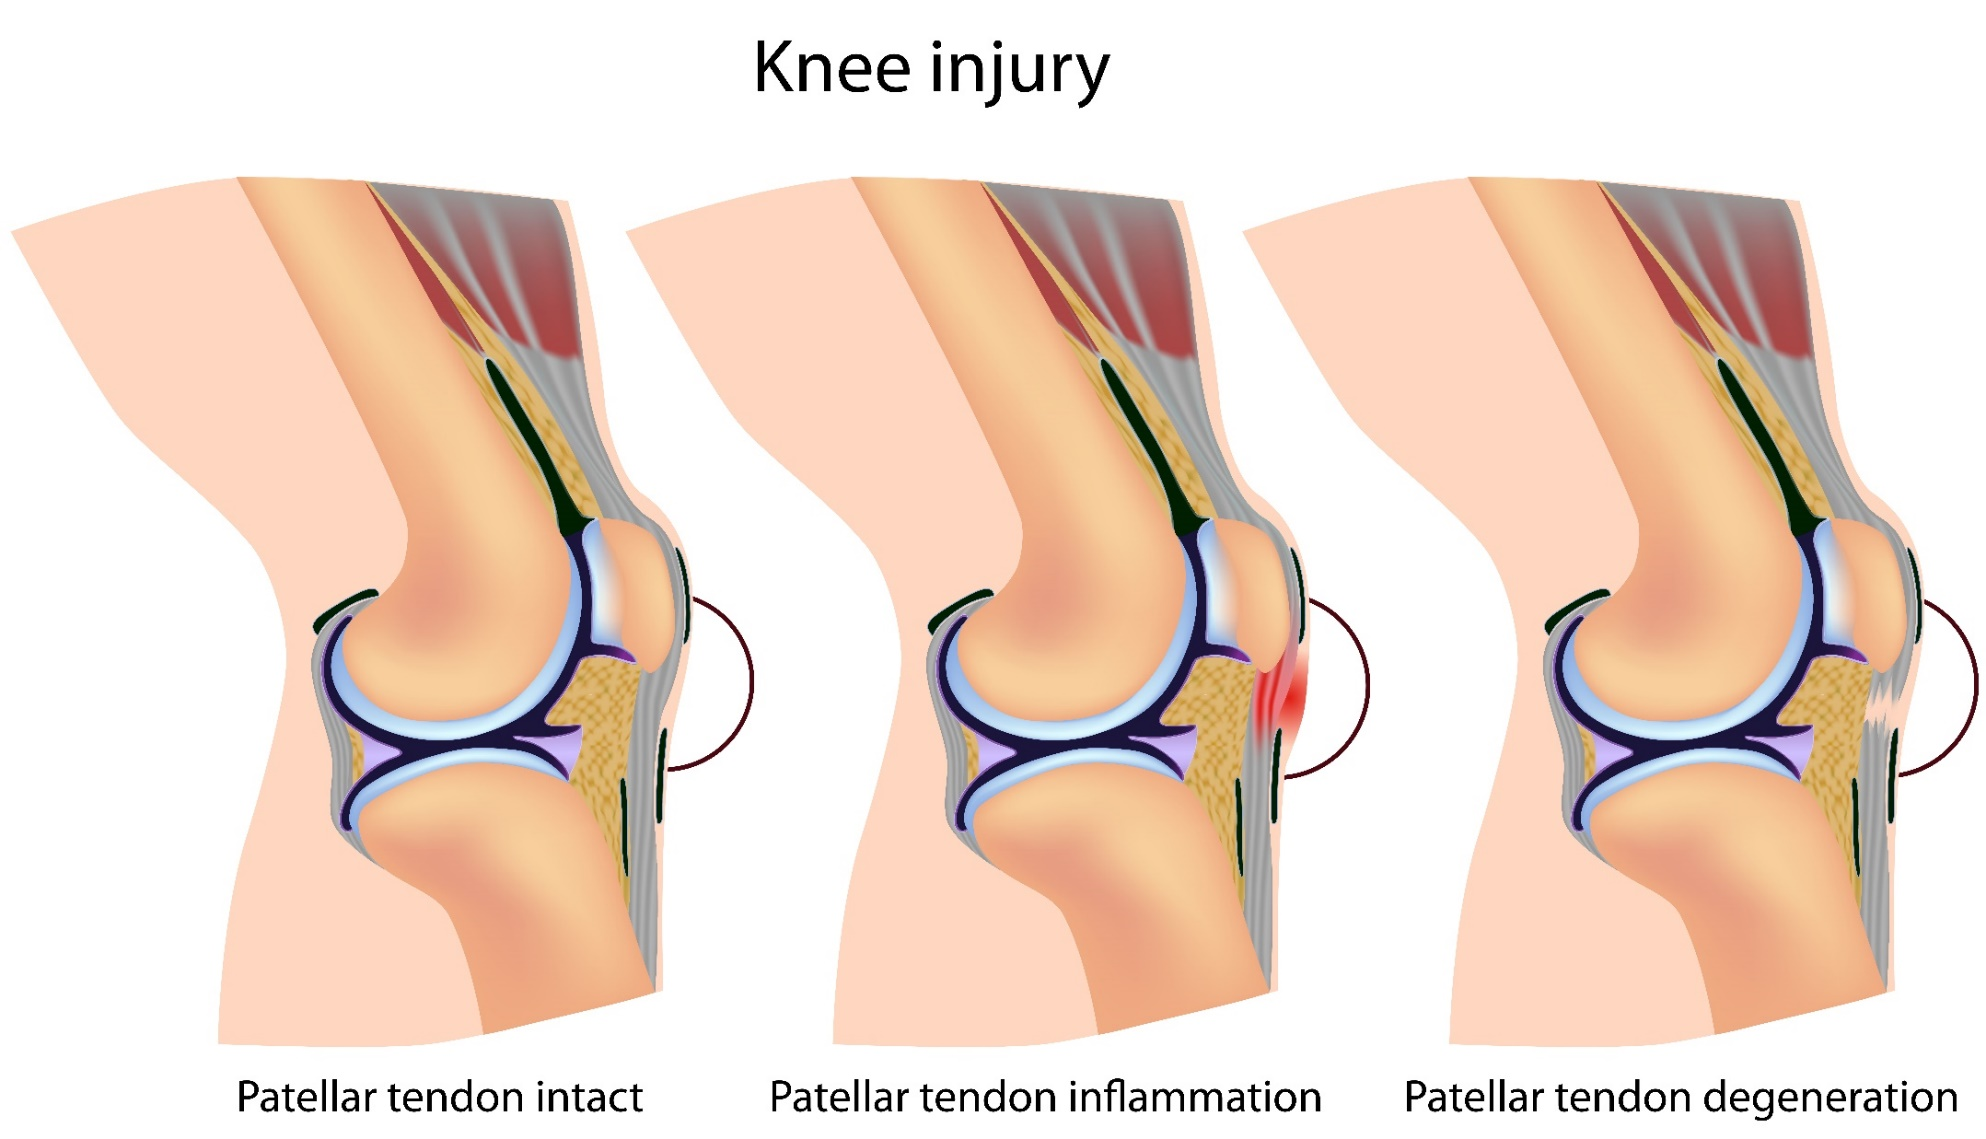 Knee injury
Patellar tendon intact
Patellar tendon inflammation
Patellar tendon degeneration